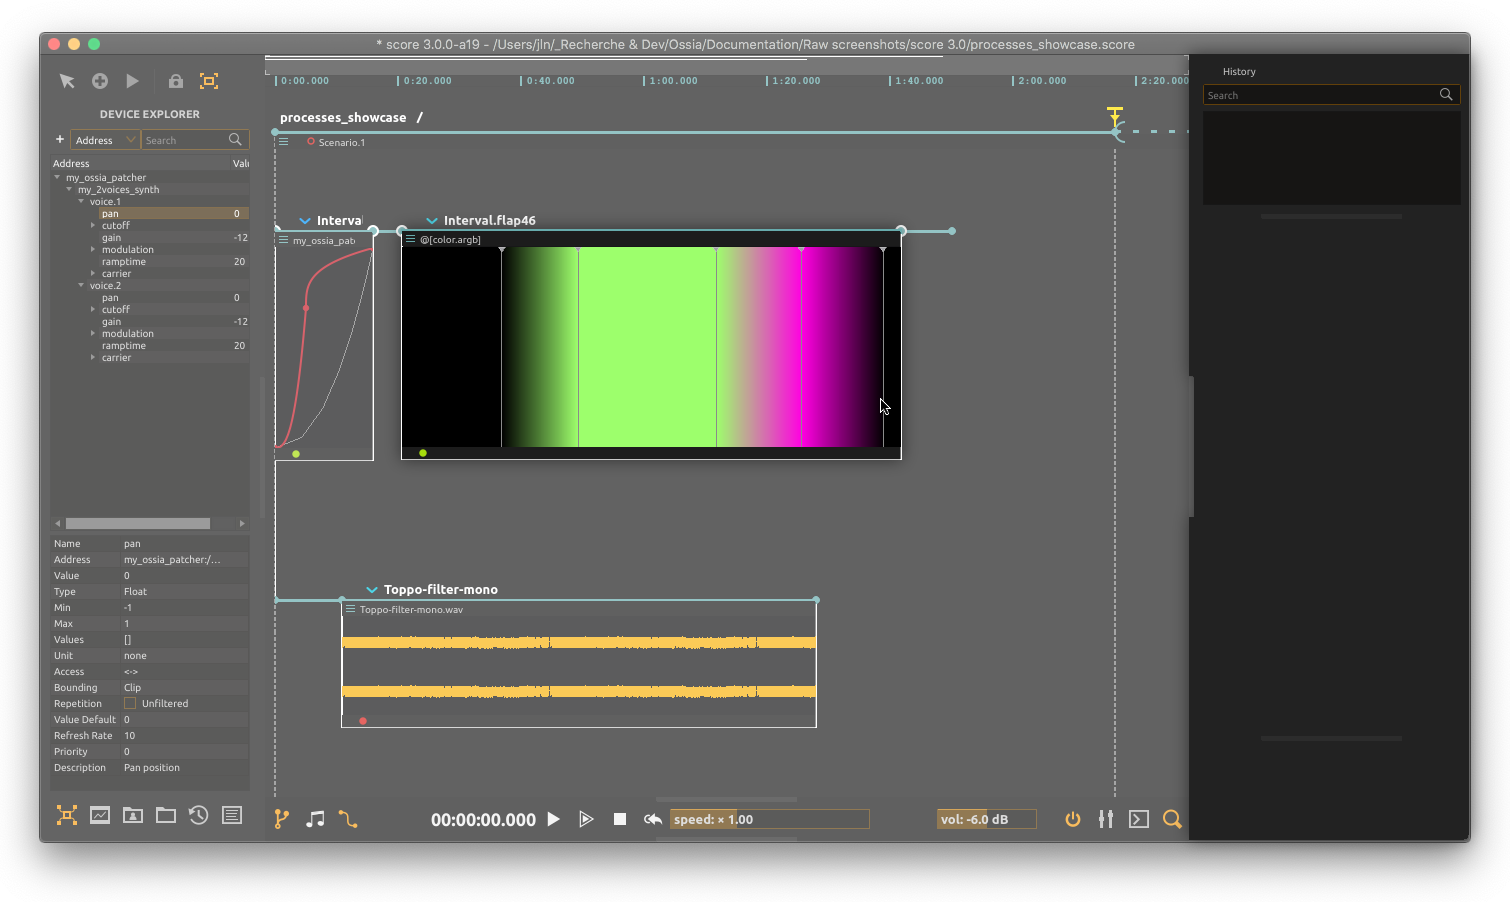 * score 3.0.0-a19 - /Users/jln/_Recherche & Dev/Ossia/Documentation/Raw screenshots/score 3.0/processes_showcase.score
DEVICE EXPLORER
+ Address Search
Address Valu
my_ossia_patcher
my_2voices_synth
voice.1
pan 0
cutoff
gain -12
modulation
ramptime 20
carrier
voice.2
pan 0
cutoff
gain -12
modulation
ramptime 20
carrier
Name pan
Address my_ossia_patcher:/...
Value 0
Type Float
Min -1
Max 1
Values []
Unit none
Access <->
Bounding Clip
Repetition Unfiltered
Value Default 0
Refresh Rate 10
Priority 0
Description Pan position
0:00.000 0:20.000 0:40.000 1:00.000 1:20.000 1:40.000 2:00.000 2:20.000
processes_showcase /
Scenario.1
Interval
my_ossia_patc
Interval.flap46
@[color.argb]
Toppo-filter-mono
Toppo-filter-mono.wav
00:00:00.000
speed: × 1.00
vol: -6.0 dB
History
Search